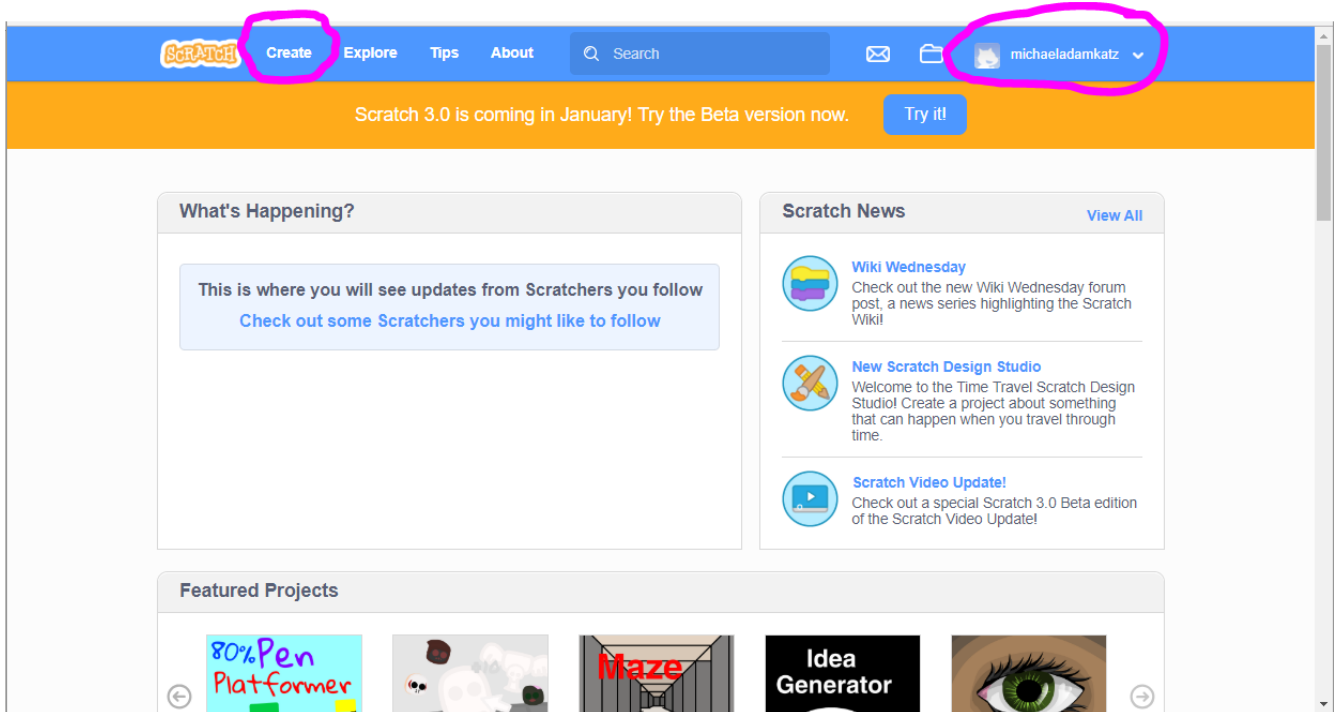 SCRATCH Create Explore Tips About Search michaeladamkatz
Scratch 3.0 is coming in January! Try the Beta version now. Try it!
What's Happening?
This is where you will see updates from Scratchers you follow
Check out some Scratchers you might like to follow
Scratch News View All
Wiki Wednesday
Check out the new Wiki Wednesday forum
post, a news series highlighting the Scratch
Wiki!
New Scratch Design Studio
Welcome to the Time Travel Scratch Design
Studio! Create a project about something
that can happen when you travel through
time.
Scratch Video Update!
Check out a special Scratch 3.0 Beta edition
of the Scratch Video Update!
Featured Projects
80% Pen
Platformer
Maze
Idea
Generator